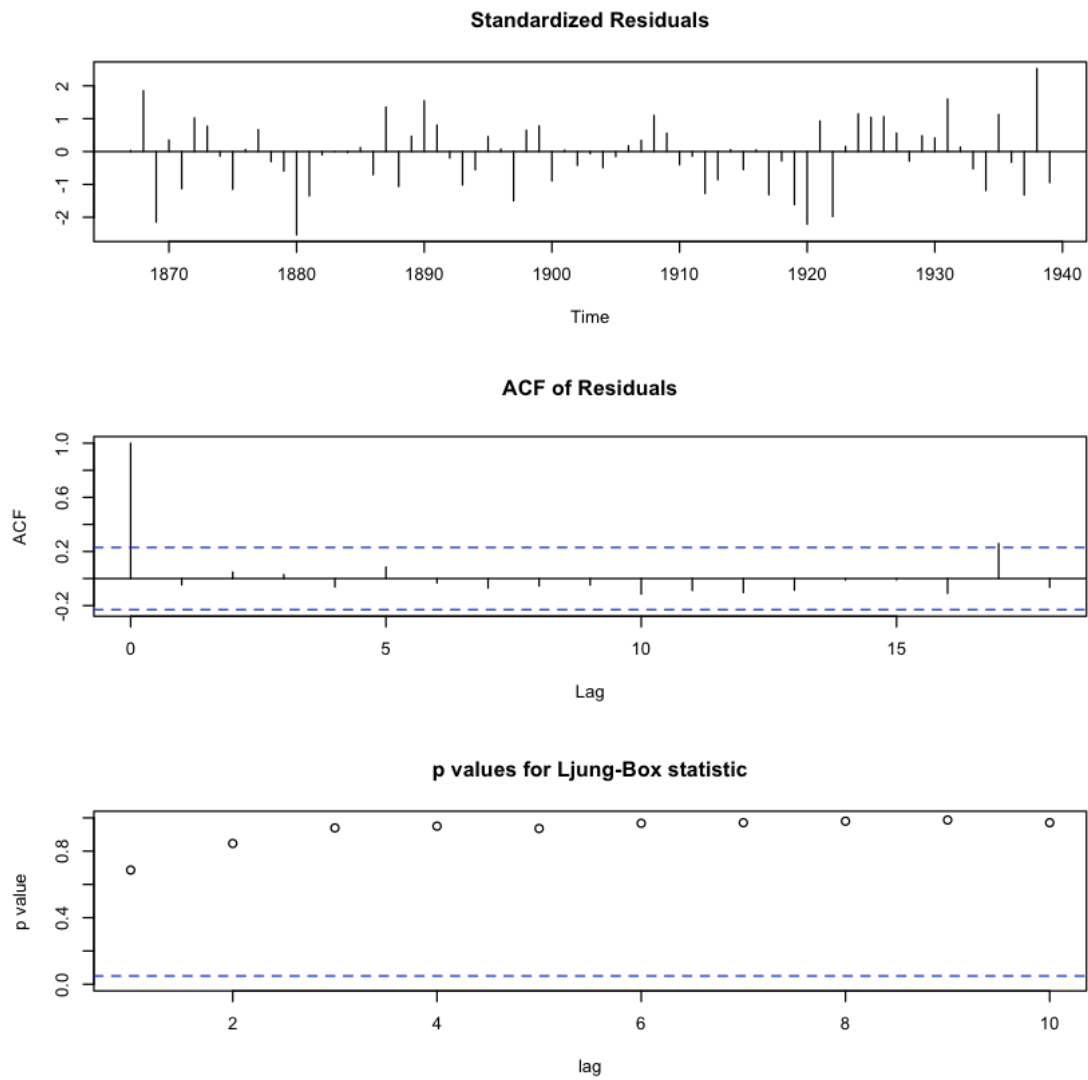 Standardized Residuals
2
1
0
-1
-2
1870 1880 1890 1900 1910 1920 1930 1940
Time
ACF of Residuals
ACF
1.0
0.6
0.2
-0.2
0 5 10 15
Lag
p values for Ljung-Box statistic
p value
0.8
0.4
0.0
2 4 6 8 10
lag